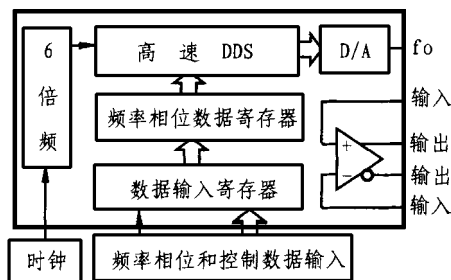 6倍频
高速 DDS
D/A
fo
频率相位数据寄存器
数据输入寄存器
输入
+
输出
−
输出
输入
时钟
频率相位和控制数据输入